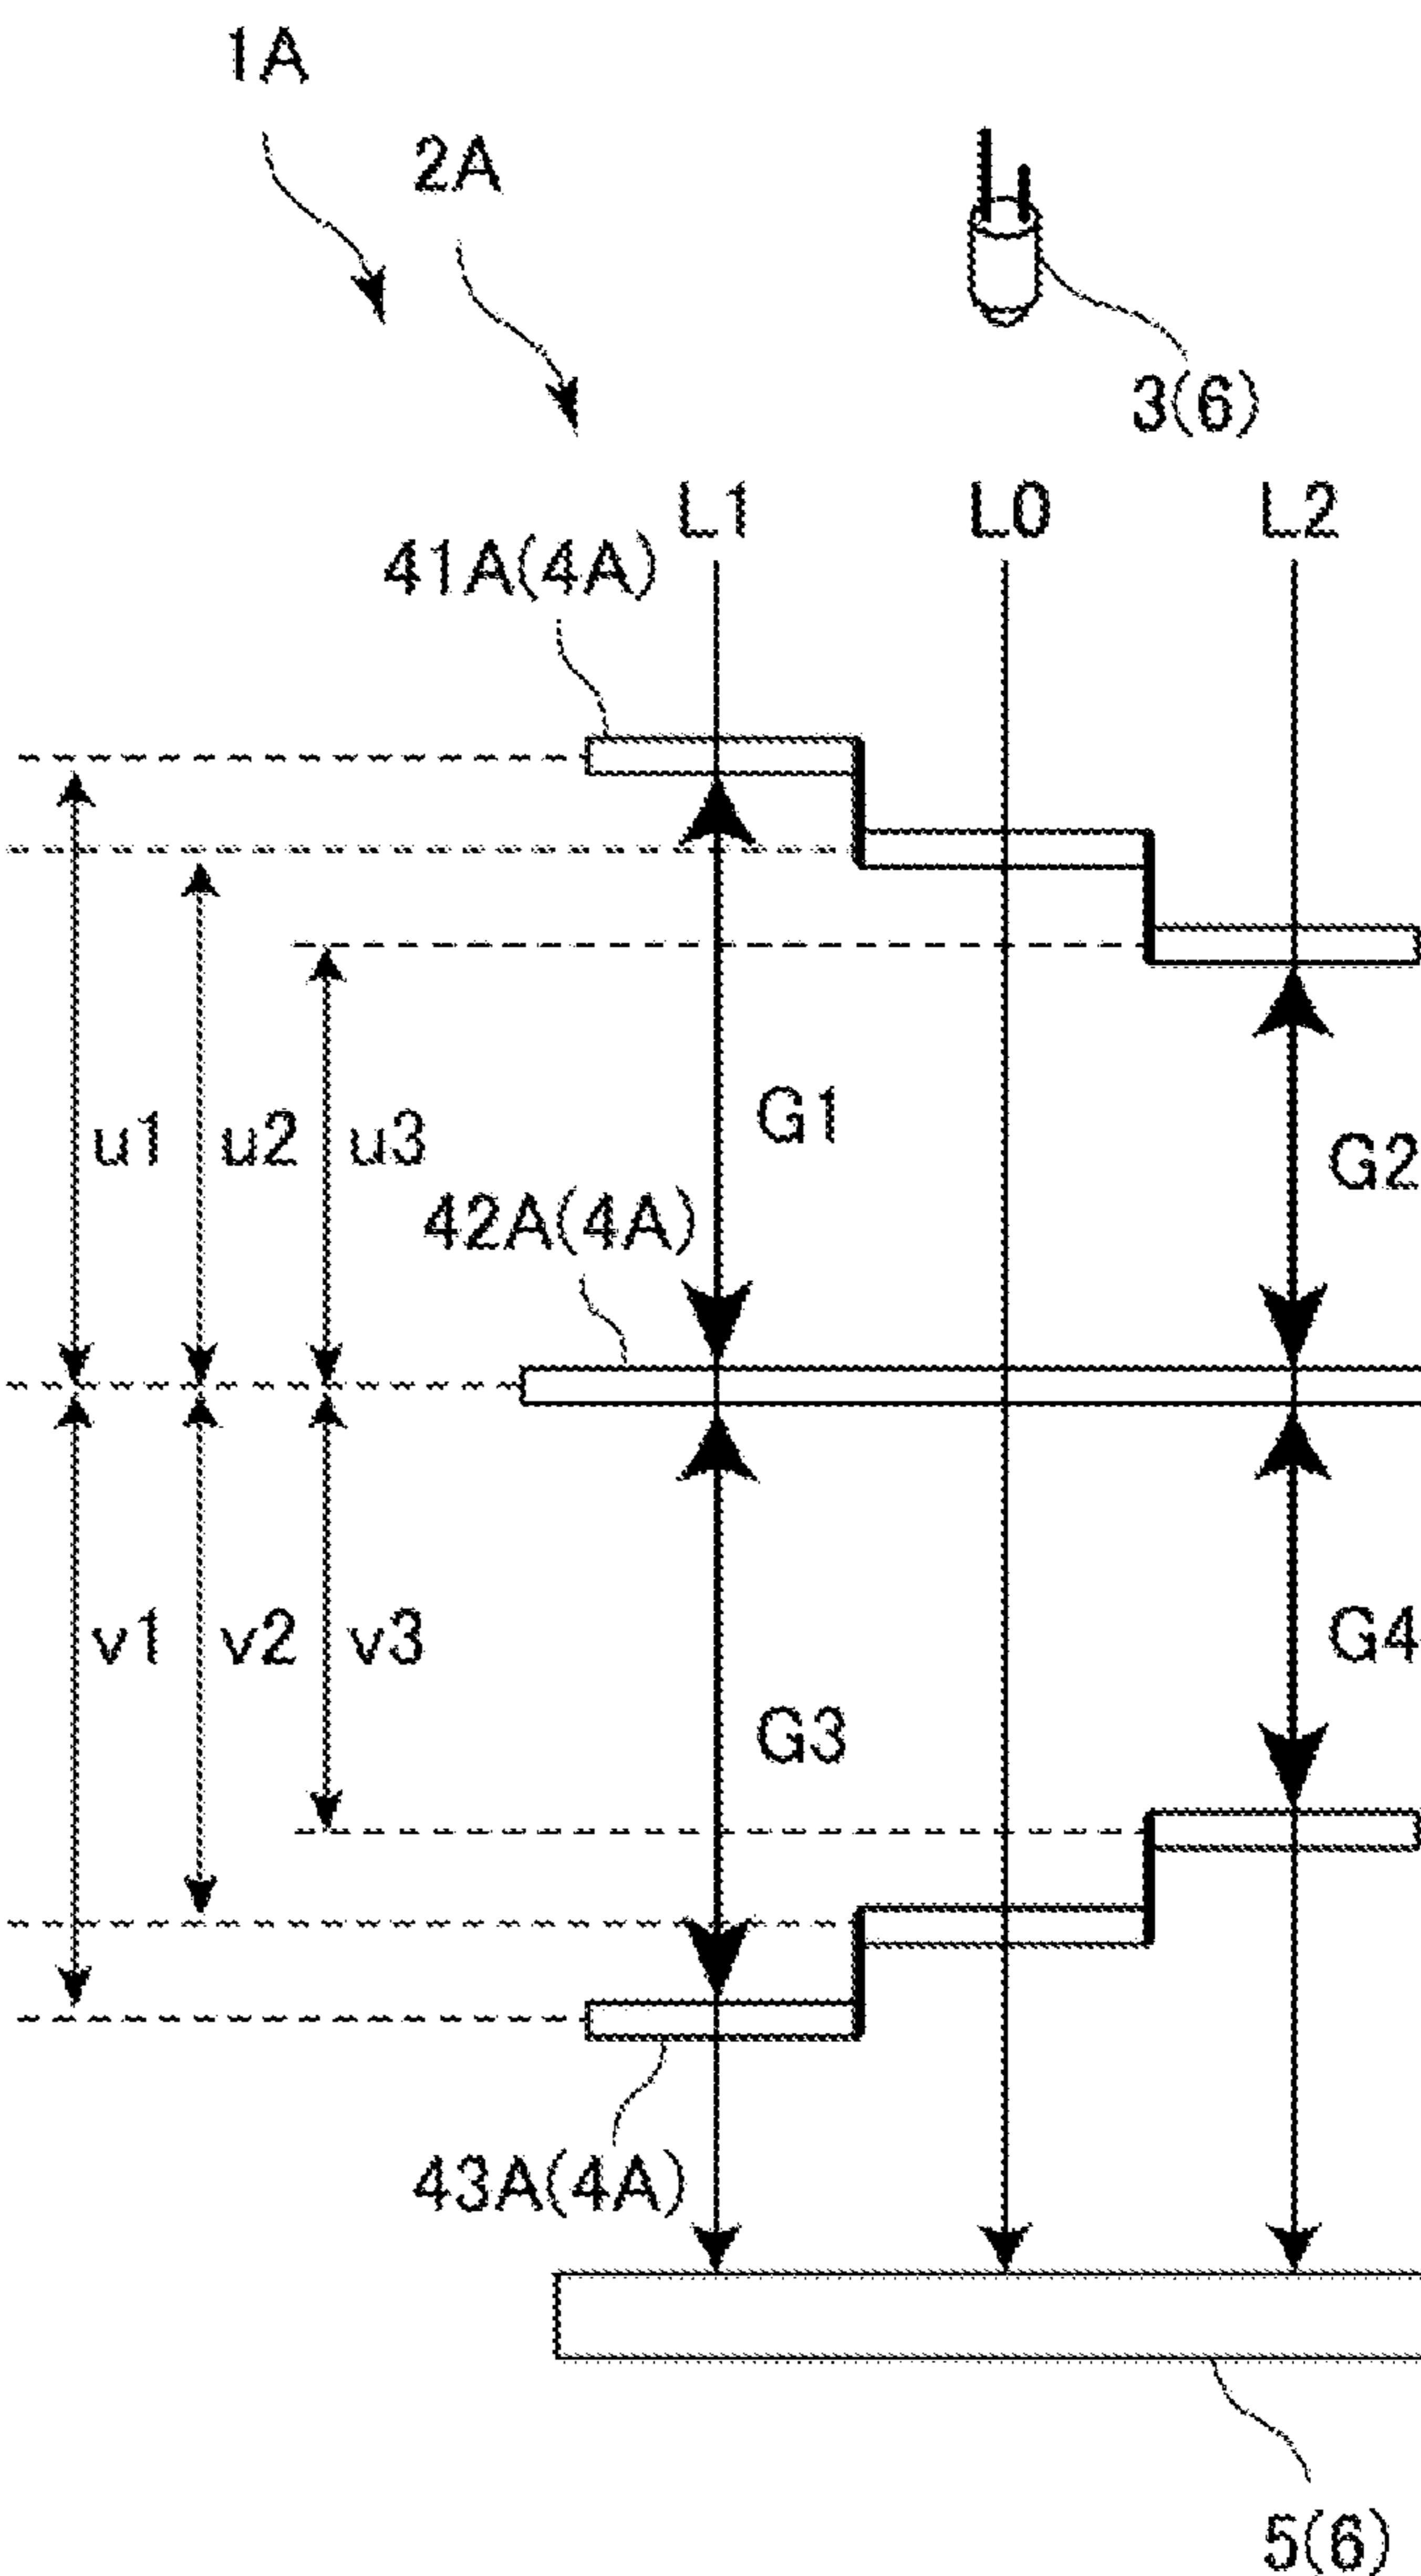 1A
2A
3(6)
L1 L0 L2
41A(4A)
G1
u1 u2 u3
G2
42A(4A)
v1 v2 v3
G4
G3
43A(4A)
5(6)